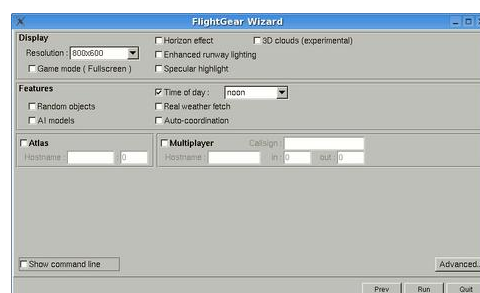 FlightGear Wizard
Display
Horizon effect
3D clouds (experimental)
Resolution : 800x600
Enhanced runway lighting
Game mode ( Fullscreen )
Specular highlight
Features
Time of day : noon
Random objects
Real weather fetch
AI models
Auto-coordination
Atlas
Multiplayer
Callsign :
Hostname : : 0
Hostname : in : 0 out : 0
Show command line
Advanced...
Prev
Run
Quit